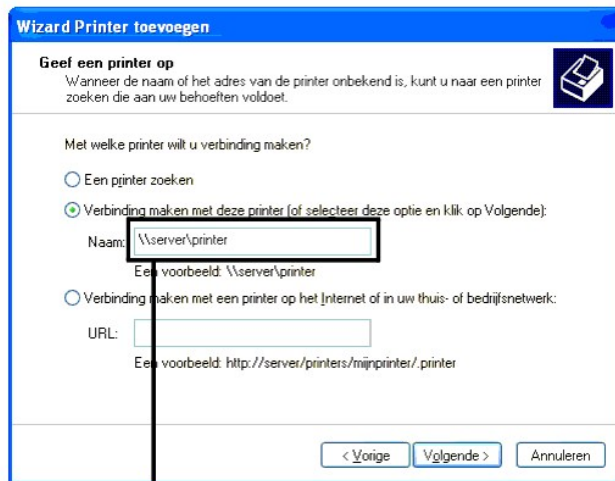 Wizard Printer toevoegen
Geef een printer op
Wanneer de naam of het adres van de printer onbekend is, kunt u naar een printer
zoeken die aan uw behoeften voldoet.
Met welke printer wilt u verbinding maken?
Een printer zoeken
Verbinding maken met deze printer (of selecteer deze optie en klik op Volgende):
Naam: \\server\printer
Een voorbeeld: \\server\printer
Verbinding maken met een printer op het Internet of in uw thuis- of bedrijfsnetwerk:
URL:
Een voorbeeld: http://server/printers/mijnprinter/.printer
< Vorige Volgende > Annuleren